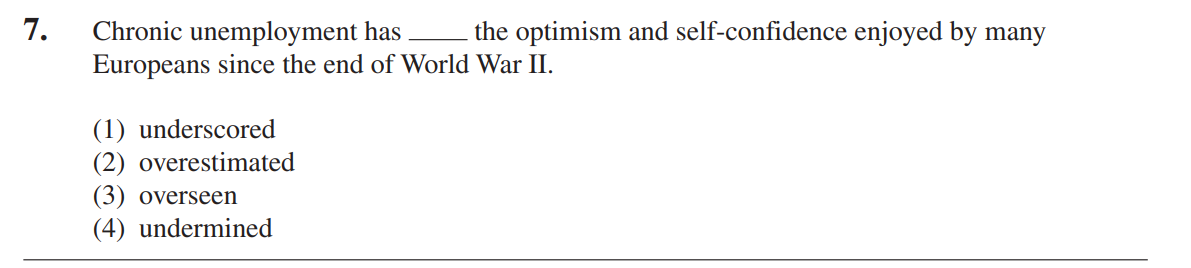 7. Chronic unemployment has _____ the optimism and self-confidence enjoyed by many
Europeans since the end of World War II.
(1) underscored
(2) overestimated
(3) overseen
(4) undermined